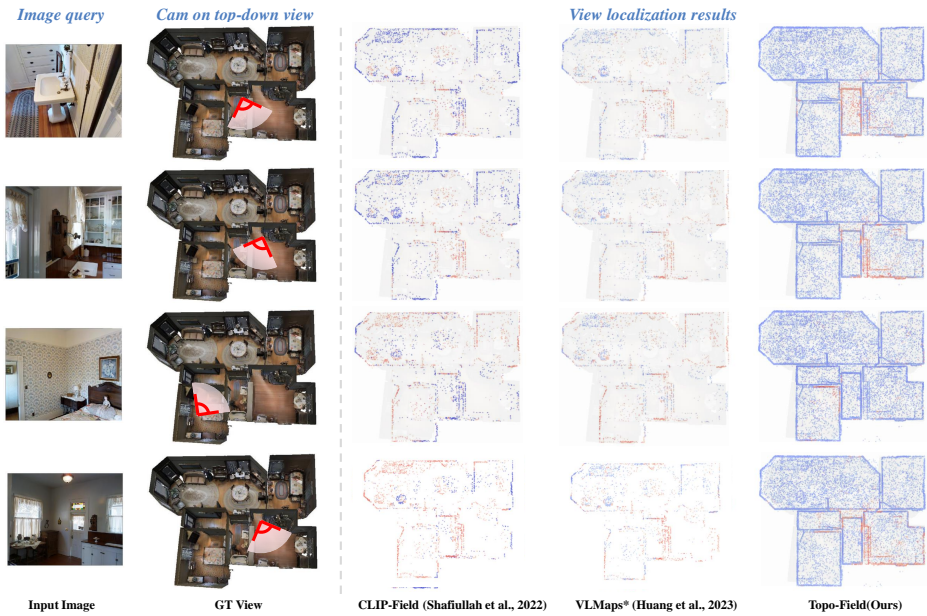 Image query
Cam on top-down view
View localization results
Input Image
GT View
CLIP-Field (Shafiullah et al., 2022)
VLMaps* (Huang et al., 2023)
Topo-Field(Ours)